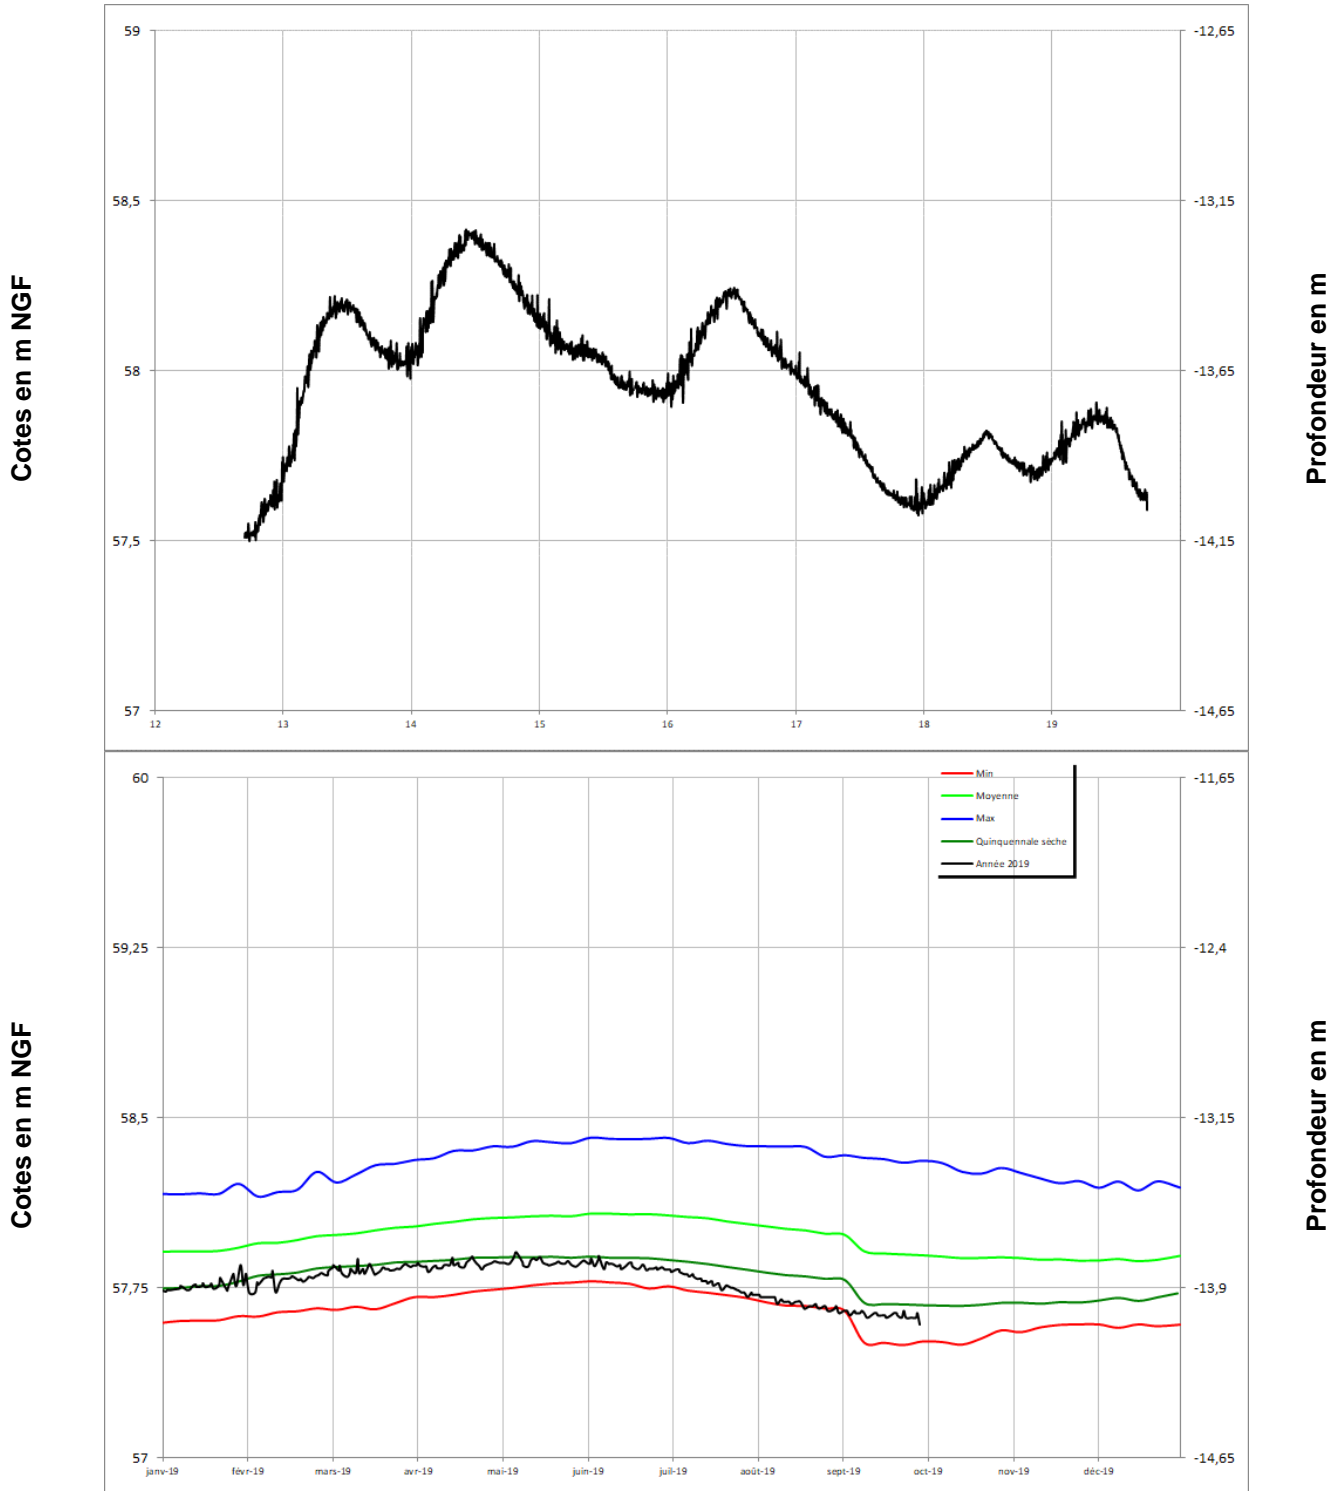 59
-12,65
58,5
-13,15
Cotes en m NGF
Profondeur en m
58
-13,65
57,5
-14,15
57
-14,65
12 13 14 15 16 17 18 19
60
-11,65
Min
Moyenne
Max
Quinquennale sèche
Année 2019
59,25
-12,4
Cotes en m NGF
Profondeur en m
58,5
-13,15
57,75
-13,9
57
-14,65
janv-19 févr-19 mars-19 avr-19 mai-19 juin-19 juil-19 août-19 sept-19 oct-19 nov-19 déc-19